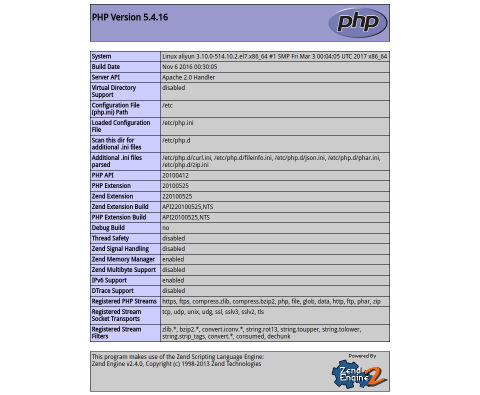 PHP Version 5.4.16
php
System Linux aliyun 3.10.0-514.10.2.el7.x86_64 #1 SMP Fri Mar 3 00:04:05 UTC 2017 x86_64
Build Date Nov 6 2016 00:30:05
Server API Apache 2.0 Handler
Virtual Directory disabled
Support
Configuration File /etc
(php.ini) Path
Loaded Configuration /etc/php.ini
File
Scan this dir for /etc/php.d
additional .ini files
Additional .ini files /etc/php.d/curl.ini, /etc/php.d/fileinfo.ini, /etc/php.d/json.ini, /etc/php.d/phar.ini,
parsed /etc/php.d/zip.ini
PHP API 20100412
PHP Extension 20100525
Zend Extension 220100525
Zend Extension Build API220100525,NTS
PHP Extension Build API20100525,NTS
Debug Build no
Thread Safety disabled
Zend Signal Handling disabled
Zend Memory Manager enabled
Zend Multibyte Support disabled
IPv6 Support enabled
DTrace Support disabled
Registered PHP Streams https, ftps, compress.zlib, compress.bzip2, php, file, glob, data, http, ftp, phar, zip
Registered Stream tcp, udp, unix, udg, ssl, sslv3, sslv2, tls
Socket Transports
Registered Stream zlib.*, bzip2.*, convert.iconv.*, string.rot13, string.toupper, string.tolower,
Filters string.strip_tags, convert.*, consumed, dechunk
This program makes use of the Zend Scripting Language Engine:
Zend Engine v2.4.0, Copyright (c) 1998-2013 Zend Technologies
Powered By
Zend
Engine 2